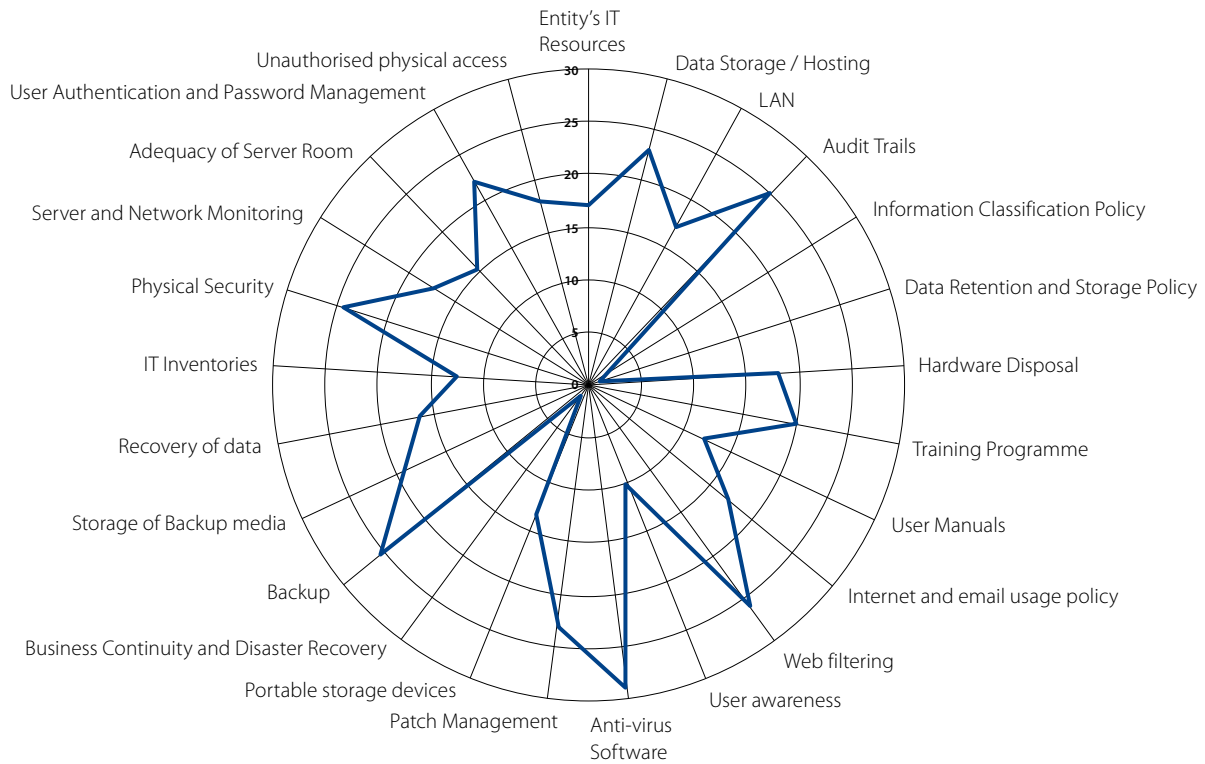 Entity’s IT
Resources
Data Storage / Hosting
LAN
Audit Trails
Information Classification Policy
Data Retention and Storage Policy
Hardware Disposal
Training Programme
User Manuals
Internet and email usage policy
Web filtering
User awareness
Anti-virus
Software
Patch Management
Portable storage devices
Business Continuity and Disaster Recovery
Backup
Storage of Backup media
Recovery of data
IT Inventories
Physical Security
Server and Network Monitoring
Adequacy of Server Room
User Authentication and Password Management
Unauthorised physical access
30
25
20
15
10
5
0